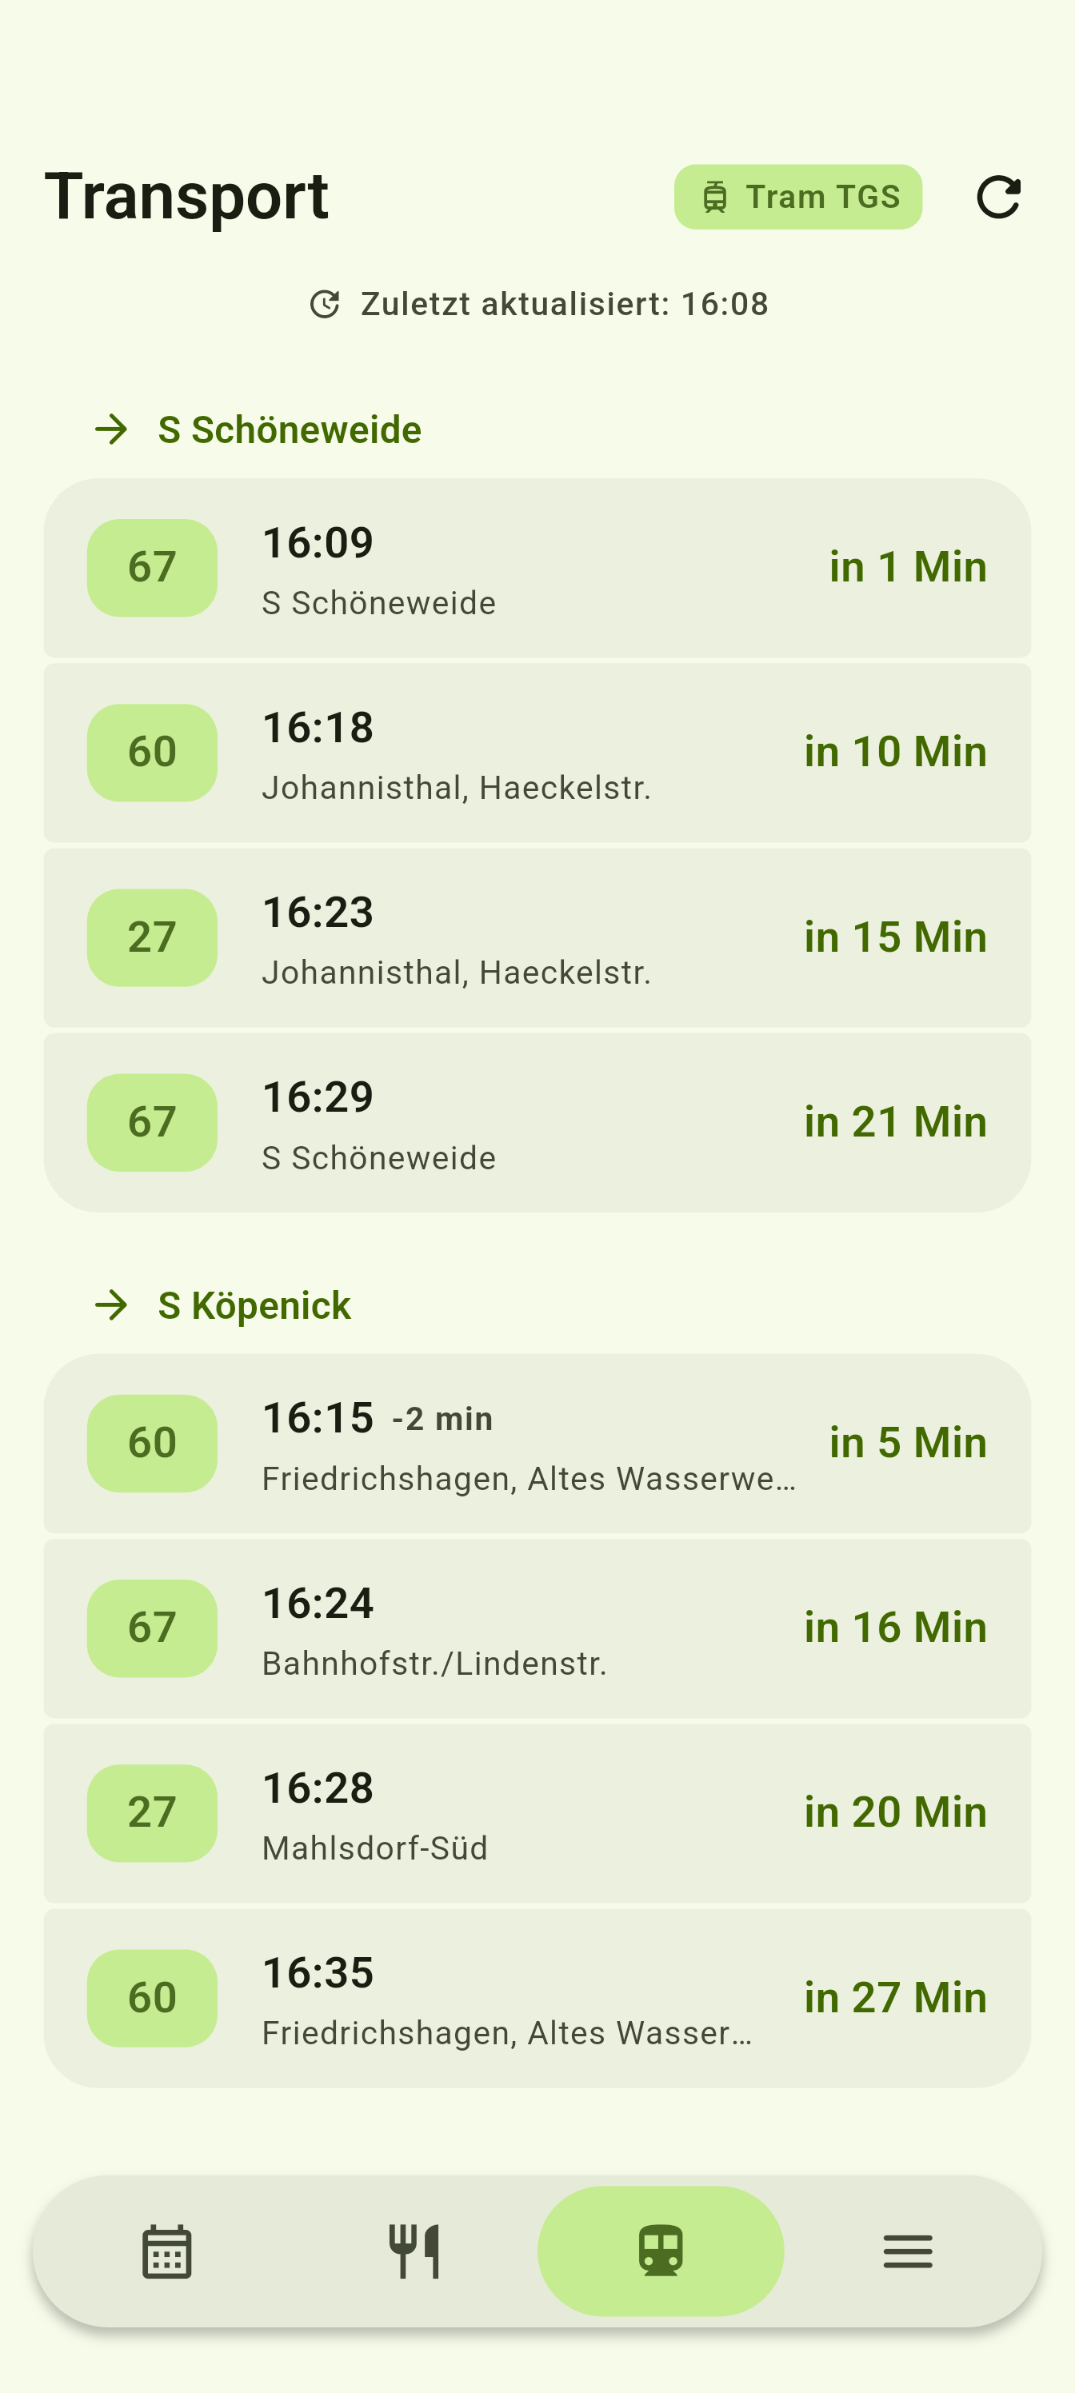 Transport
Tram TGS
Zuletzt aktualisiert: 16:08
S Schöneweide
67
16:09
S Schöneweide
in 1 Min
60
16:18
Johannisthal, Haeckelstr.
in 10 Min
27
16:23
Johannisthal, Haeckelstr.
in 15 Min
67
16:29
S Schöneweide
in 21 Min
S Köpenick
60
16:15 -2 min
Friedrichshagen, Altes Wasserwe...
in 5 Min
67
16:24
Bahnhofstr./Lindenstr.
in 16 Min
27
16:28
Mahlsdorf-Süd
in 20 Min
60
16:35
Friedrichshagen, Altes Wasser...
in 27 Min